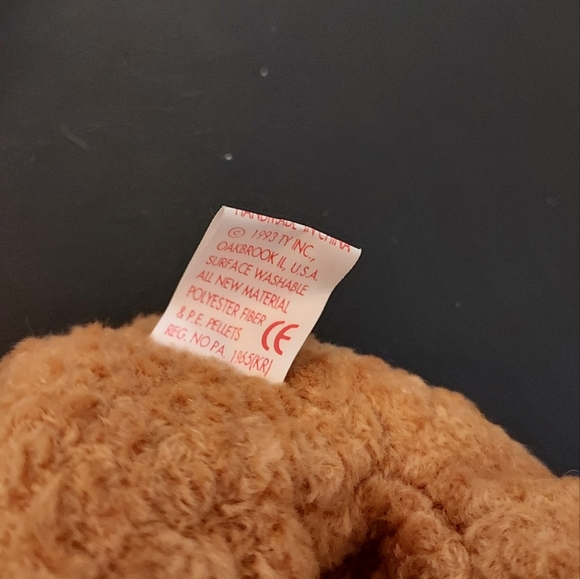 HANDMADE IN CHINA
© 1993 TY INC.,
OAKBROOK IL, U.S.A.
SURFACE WASHABLE
ALL NEW MATERIAL
POLYESTER FIBER
& P.E. PELLETS CE
REG. NO PA. 1965(KR)